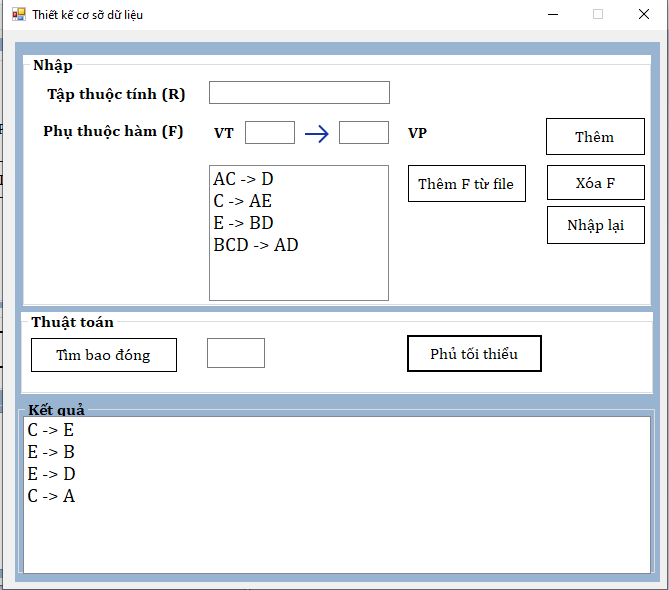 Thiết kế cơ sỡ dữ liệu
Nhập
Tập thuộc tính (R)
Phụ thuộc hàm (F) VT VP Thêm
AC -> D
C -> AE
E -> BD
BCD -> AD
Thêm F từ file
Xóa F
Nhập lại
Thuật toán
Tìm bao đóng Phủ tối thiểu
Kết quả
C -> E
E -> B
E -> D
C -> A